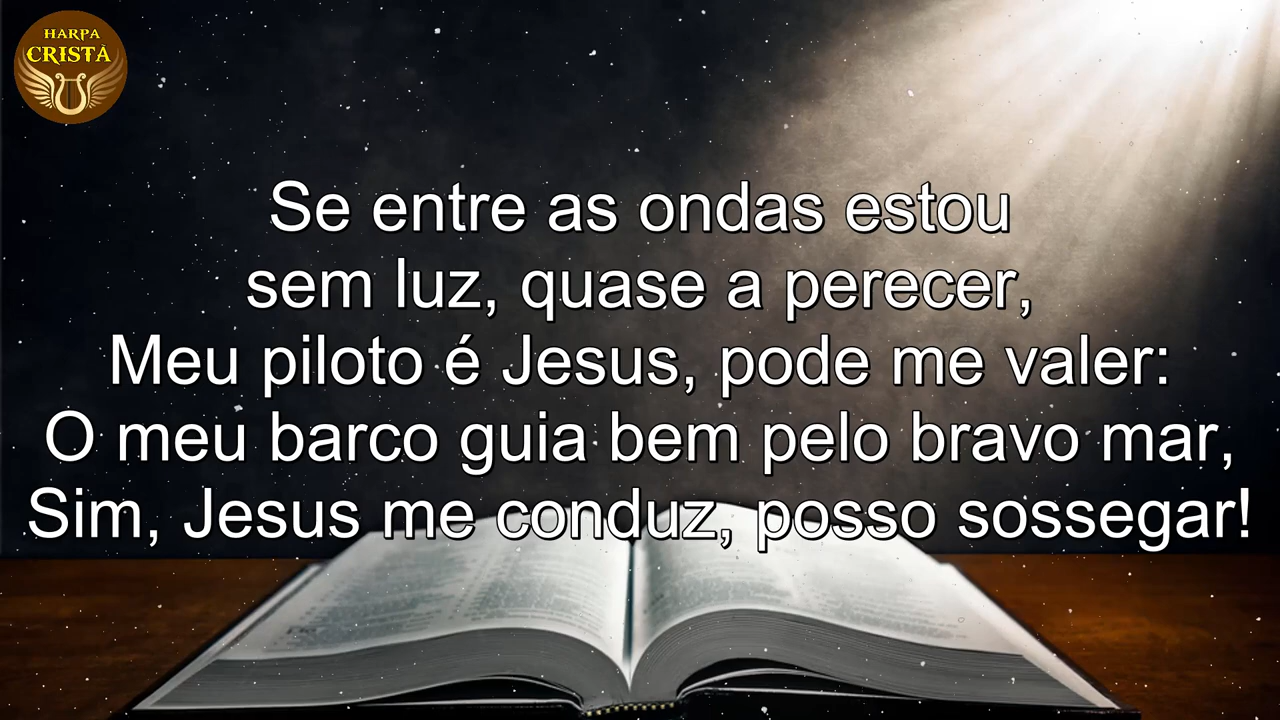 HARPA
CRISTÃ
Se entre as ondas estou
sem luz, quase a perecer,
Meu piloto é Jesus, pode me valer:
O meu barco guia bem pelo bravo mar,
Sim, Jesus me conduz, posso sossegar!